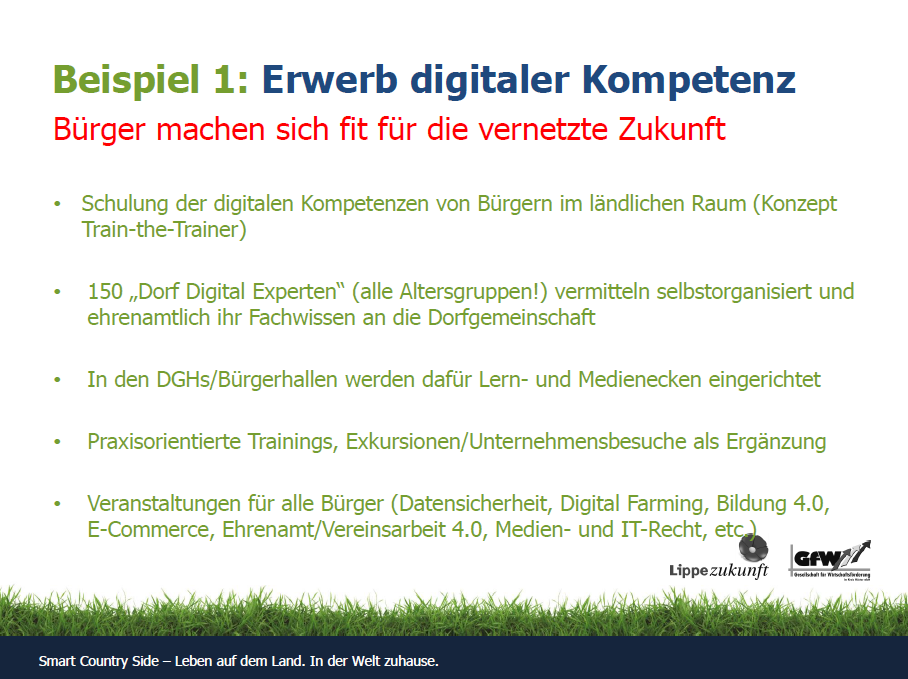 Beispiel 1: Erwerb digitaler Kompetenz
Bürger machen sich fit für die vernetzte Zukunft
• Schulung der digitalen Kompetenzen von Bürgern im ländlichen Raum (Konzept
Train-the-Trainer)
• 150 „Dorf Digital Experten“ (alle Altersgruppen!) vermitteln selbstorganisiert und
ehrenamtlich ihr Fachwissen an die Dorfgemeinschaft
• In den DGHs/Bürgerhallen werden dafür Lern- und Medienecken eingerichtet
• Praxisorientierte Trainings, Exkursionen/Unternehmensbesuche als Ergänzung
• Veranstaltungen für alle Bürger (Datensicherheit, Digital Farming, Bildung 4.0,
E-Commerce, Ehrenamt/Vereinsarbeit 4.0, Medien- und IT-Recht, etc.)
Lippezukunft
GfW
Gesellschaft für Wirtschaftsförderung
Smart Country Side – Leben auf dem Land. In der Welt zuhause.